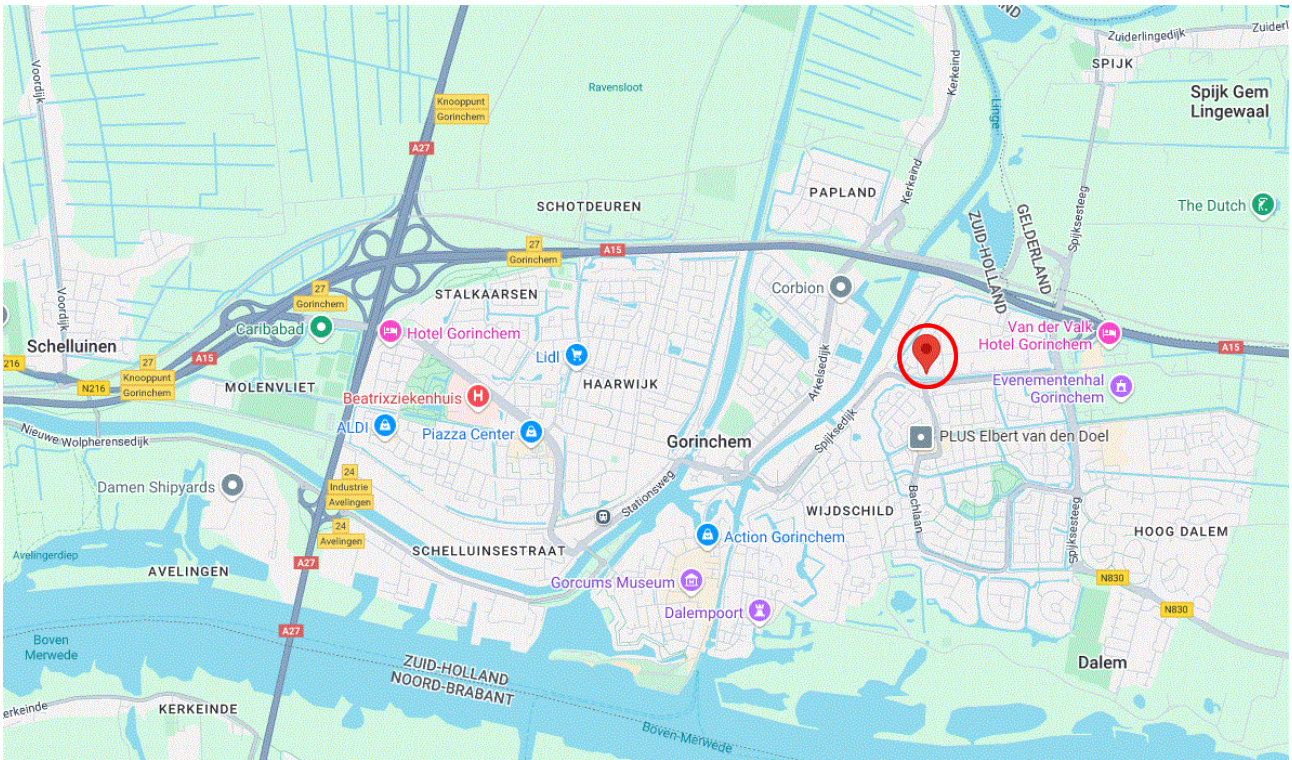 LAND
ND
Zuiderlingedijk
Zuiderl
Voordijk
SPIJK
Kerkeind
Ravensloot
Spijk Gem
Lingewaal
Knooppunt
Gorinchem
Linge
A27
Kerkeind
PAPLAND
Spijksesteeg
The Dutch
SCHOTDEUREN
ZUID-HOLLAND
GELDERLAND
27
Gorinchem
A15
Corbion
27
Gorinchem
STALKAARSEN
Voordijk
Caribabad
Hotel Gorinchem
Van der Valk
Hotel Gorinchem
Schelluinen
A15
A15
Lidl
216
27
Knooppunt
Gorinchem
N216
MOLENVLIET
HAARWIJK
Arkelsedijk
Evenementenhal
Gorinchem
Beatrixziekenhuis
ALDI
Piazza Center
Gorinchem
Spijksedijk
PLUS Elbert van den Doel
Nieuwe Wolpherensedijk
24
Industrie
Avelingen
Damen Shipyards
Stationsweg
Bachlaan
24
Avelingen
WIJDSCHILD
Spijksesteeg
HOOG DALEM
Action Gorinchem
SCHELLUINSESTRAAT
Avelingerdiep
AVELINGEN
A27
Gorcums Museum
N830
Dalempoort
N830
A27
Boven
Merwede
ZUID-HOLLAND
NOORD-BRABANT
Dalem
KERKEINDE
erkeinde
Boven-Merwede